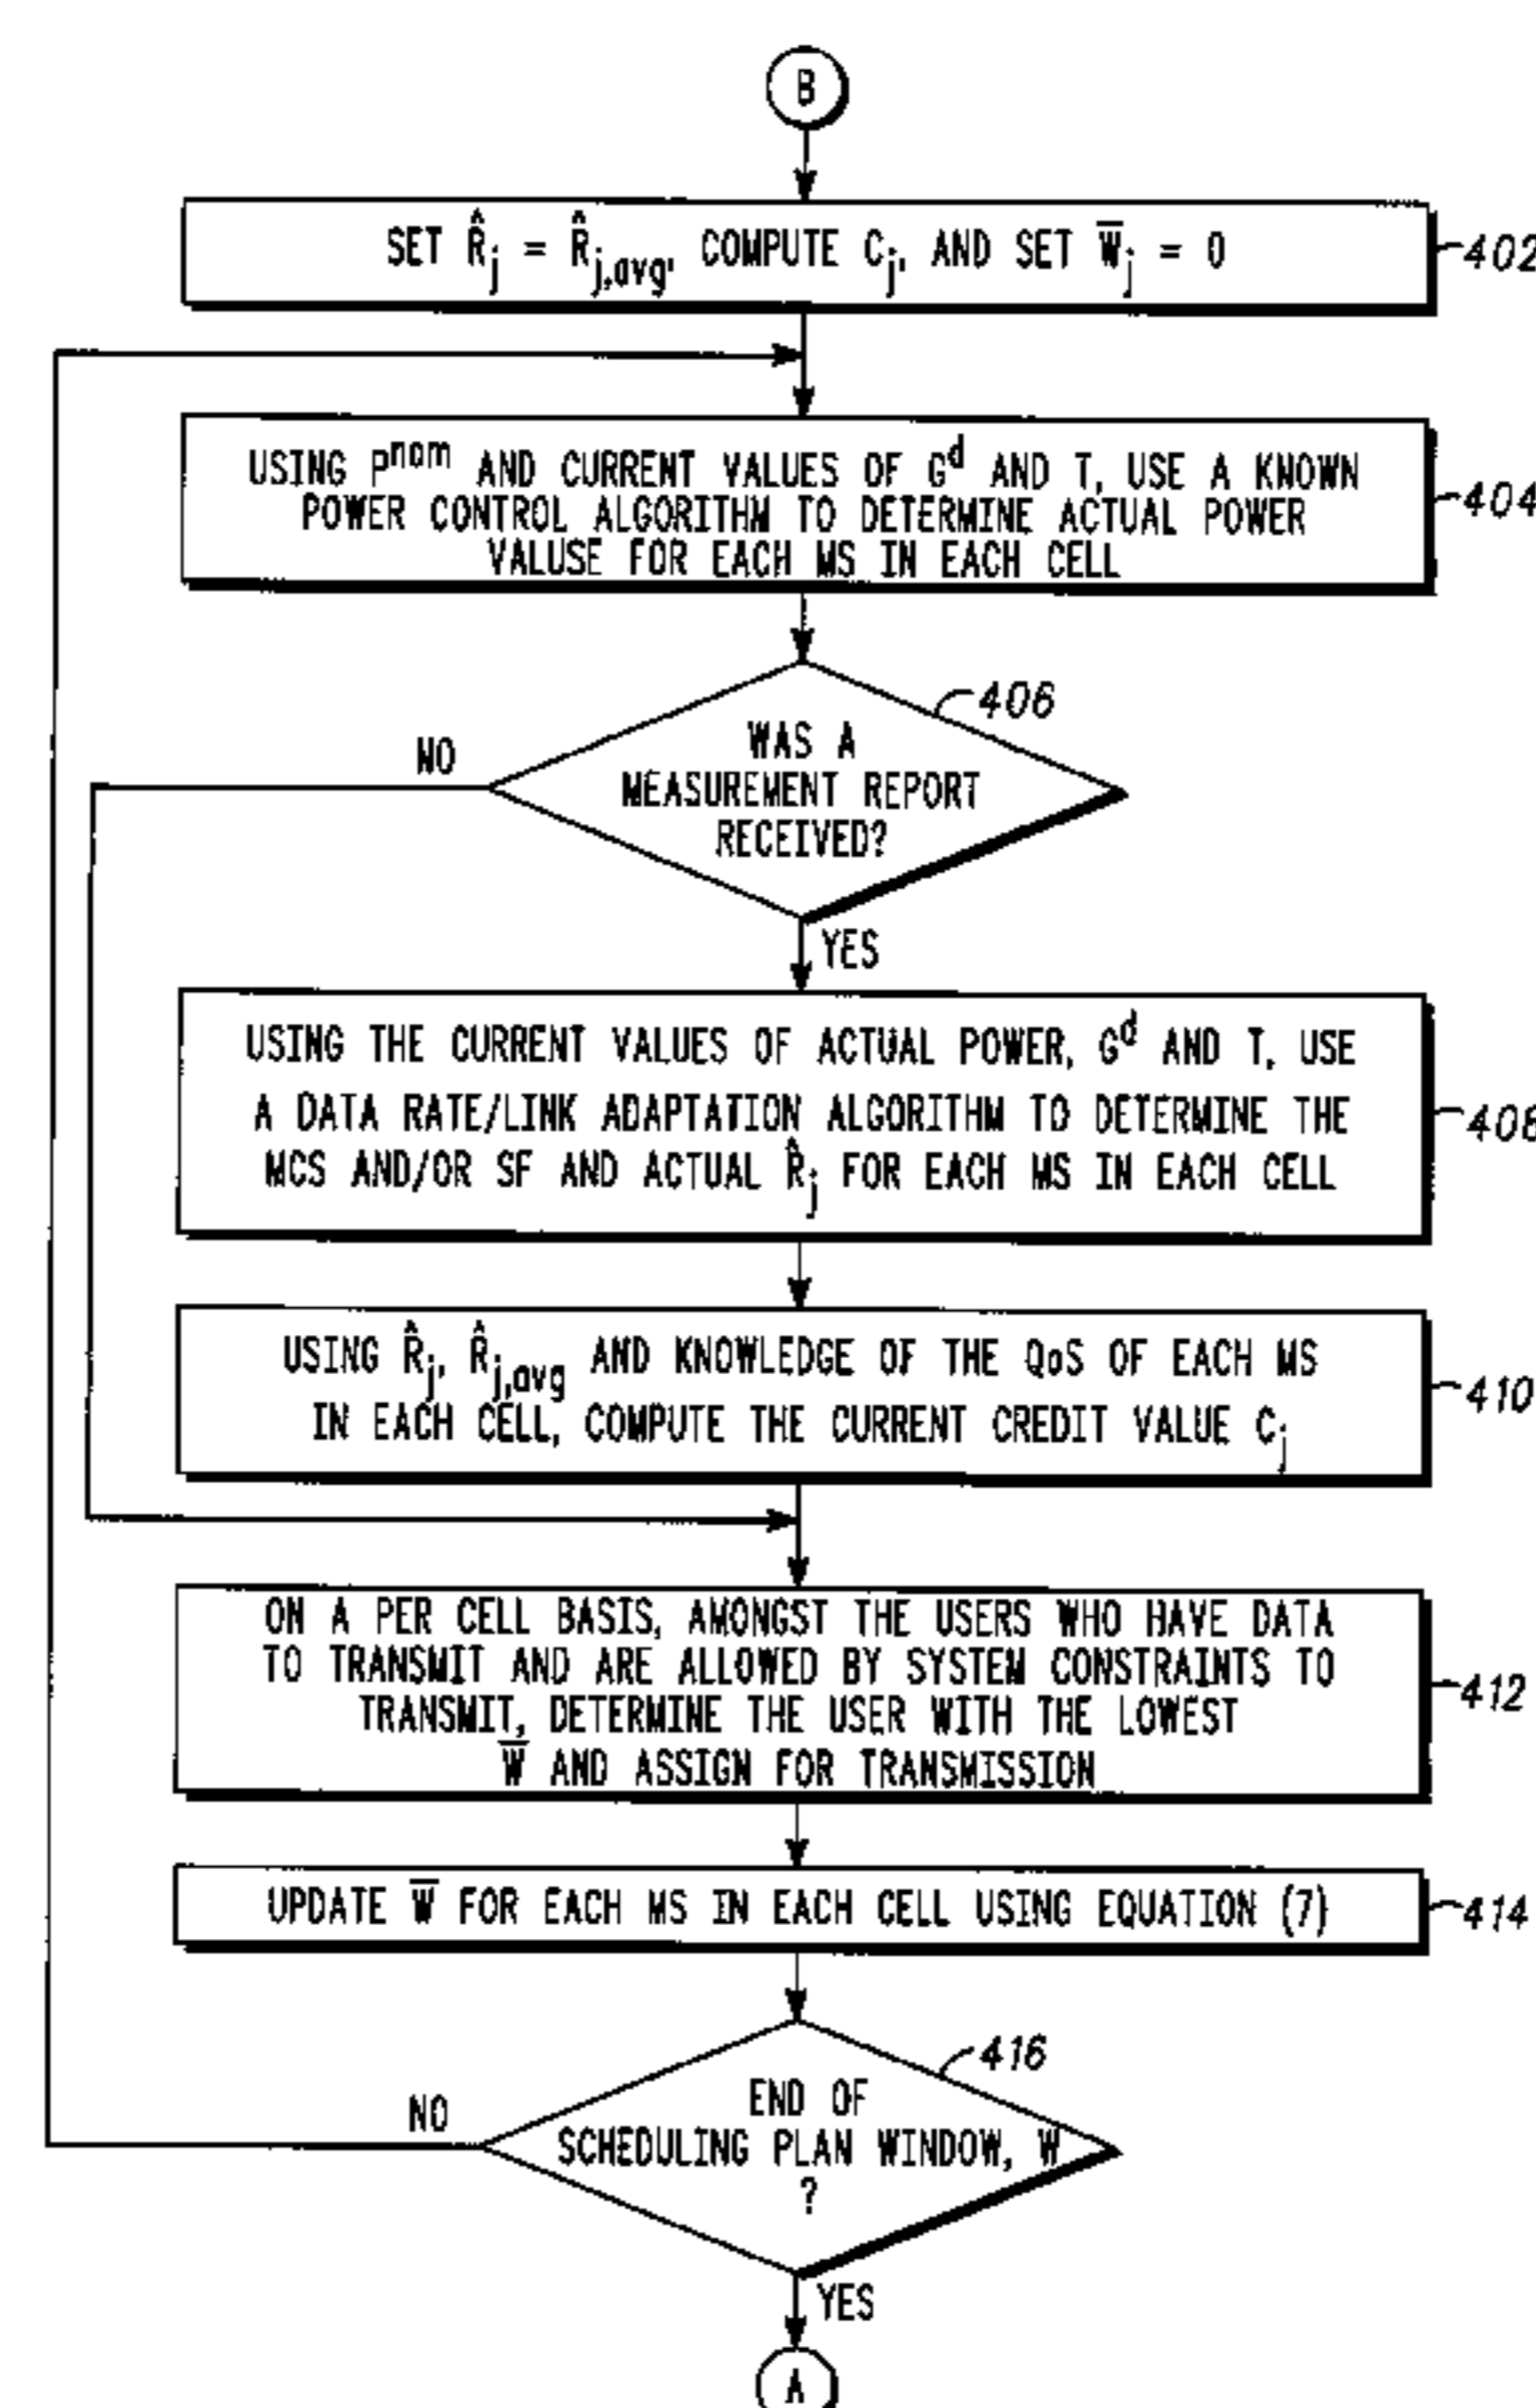 B
SET R̂j = R̂j,avg, COMPUTE Cj, AND SET W̅j = 0
402
USING Pnom AND CURRENT VALUES OF Gd AND T, USE A KNOWN
POWER CONTROL ALGORITHM TO DETERMINE ACTUAL POWER
VALUSE FOR EACH MS IN EACH CELL
404
406
WAS A
MEASUREMENT REPORT
RECEIVED?
NO
YES
USING THE CURRENT VALUES OF ACTUAL POWER, Gd AND T, USE
A DATA RATE/LINK ADAPTATION ALGORITHM TO DETERMINE THE
MCS AND/OR SF AND ACTUAL R̂j FOR EACH MS IN EACH CELL
408
USING R̂j, R̂j,avg AND KNOWLEDGE OF THE QoS OF EACH MS
IN EACH CELL, COMPUTE THE CURRENT CREDIT VALUE Cj
410
ON A PER CELL BASIS, AMONGST THE USERS WHO HAVE DATA
TO TRANSMIT AND ARE ALLOWED BY SYSTEM CONSTRAINTS TO
TRANSMIT, DETERMINE THE USER WITH THE LOWEST
W̅ AND ASSIGN FOR TRANSMISSION
412
UPDATE W̅ FOR EACH MS IN EACH CELL USING EQUATION (7)
414
416
END OF
SCHEDULING PLAN WINDOW, W
?
NO
YES
A